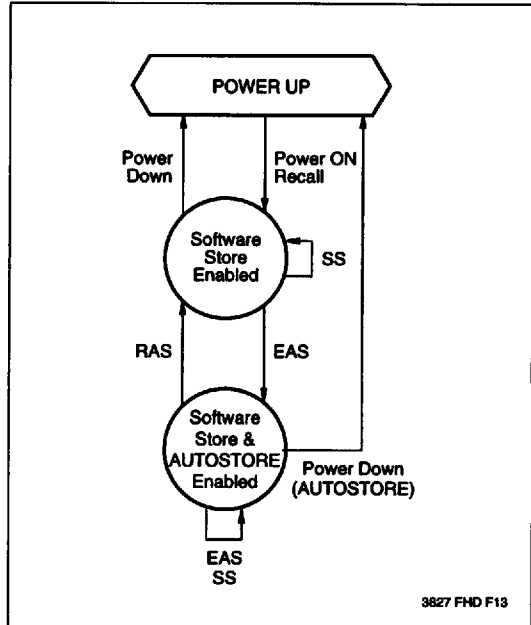 POWER UP
Power
Down
Power ON
Recall
Software
Store
Enabled
SS
RAS
EAS
Software
Store &
AUTOSTORE
Enabled
Power Down
(AUTOSTORE)
EAS
SS
3827 FHD F13